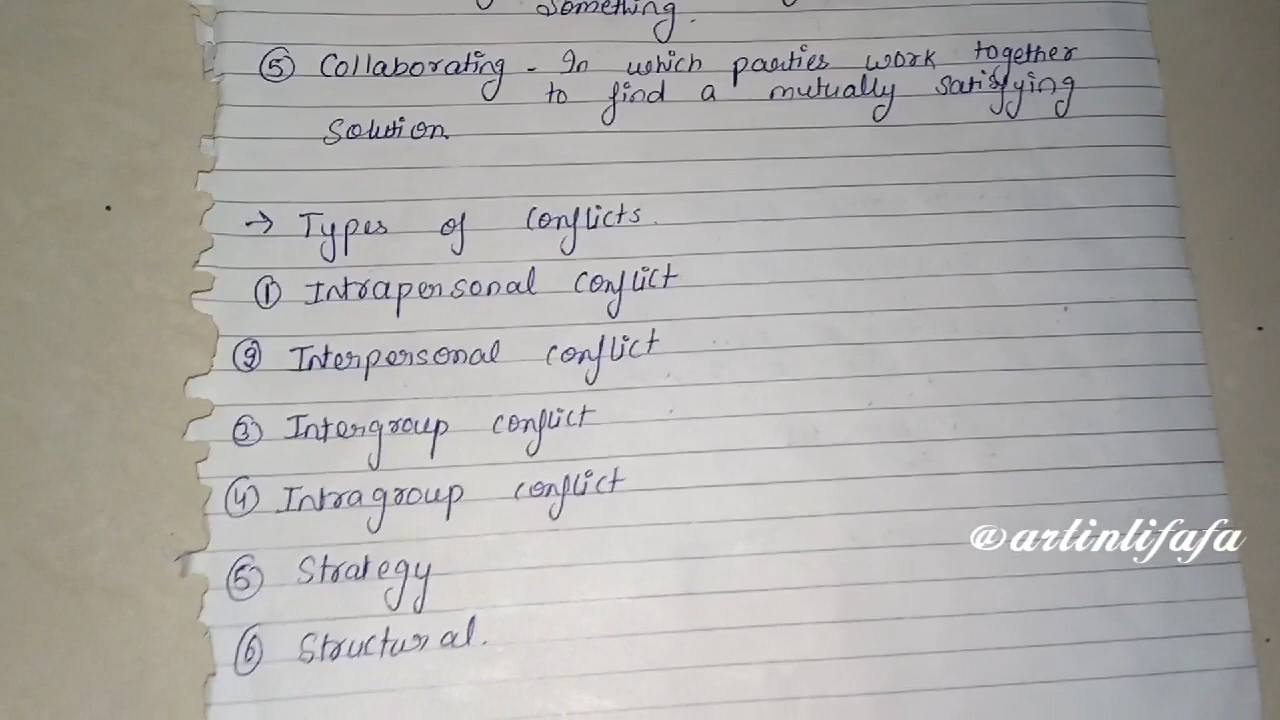 something.
⑤ Collaborating - In which parties work together
to find a mutually satisfying
solution.
→ Types of conflicts.
① Intrapersonal conflict
② Interpersonal conflict
③ Intergroup conflict
④ Intragroup conflict
⑤ Strategy
⑥ Structural.
@artinlifafa